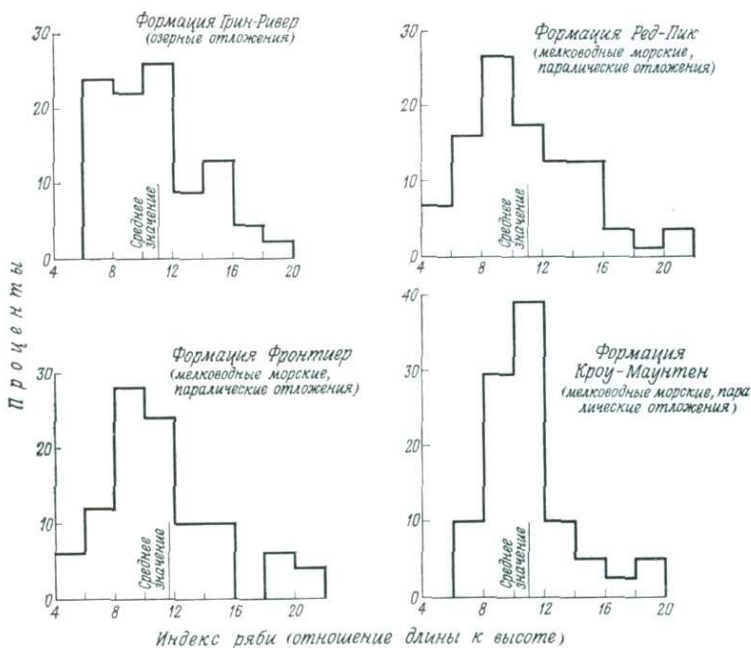 Формация Грин-Ривер
(озерные отложения)
30
20
10
0
Среднее
значение
4 8 12 16 20
Формация Ред-Пик
(мелководные морские,
паралические отложения)
30
20
10
0
Среднее
значение
4 8 12 16 20
Проценты
Формация Фронтиер
(мелководные морские,
паралические отложения)
30
20
10
0
Среднее
значение
4 8 12 16 20
Формация
Кроу-Маунтен
(мелководные морские, пара
лические отложения)
40
30
20
10
0
Среднее
значение
4 8 12 16 20
Индекс ряби (отношение длины к высоте)